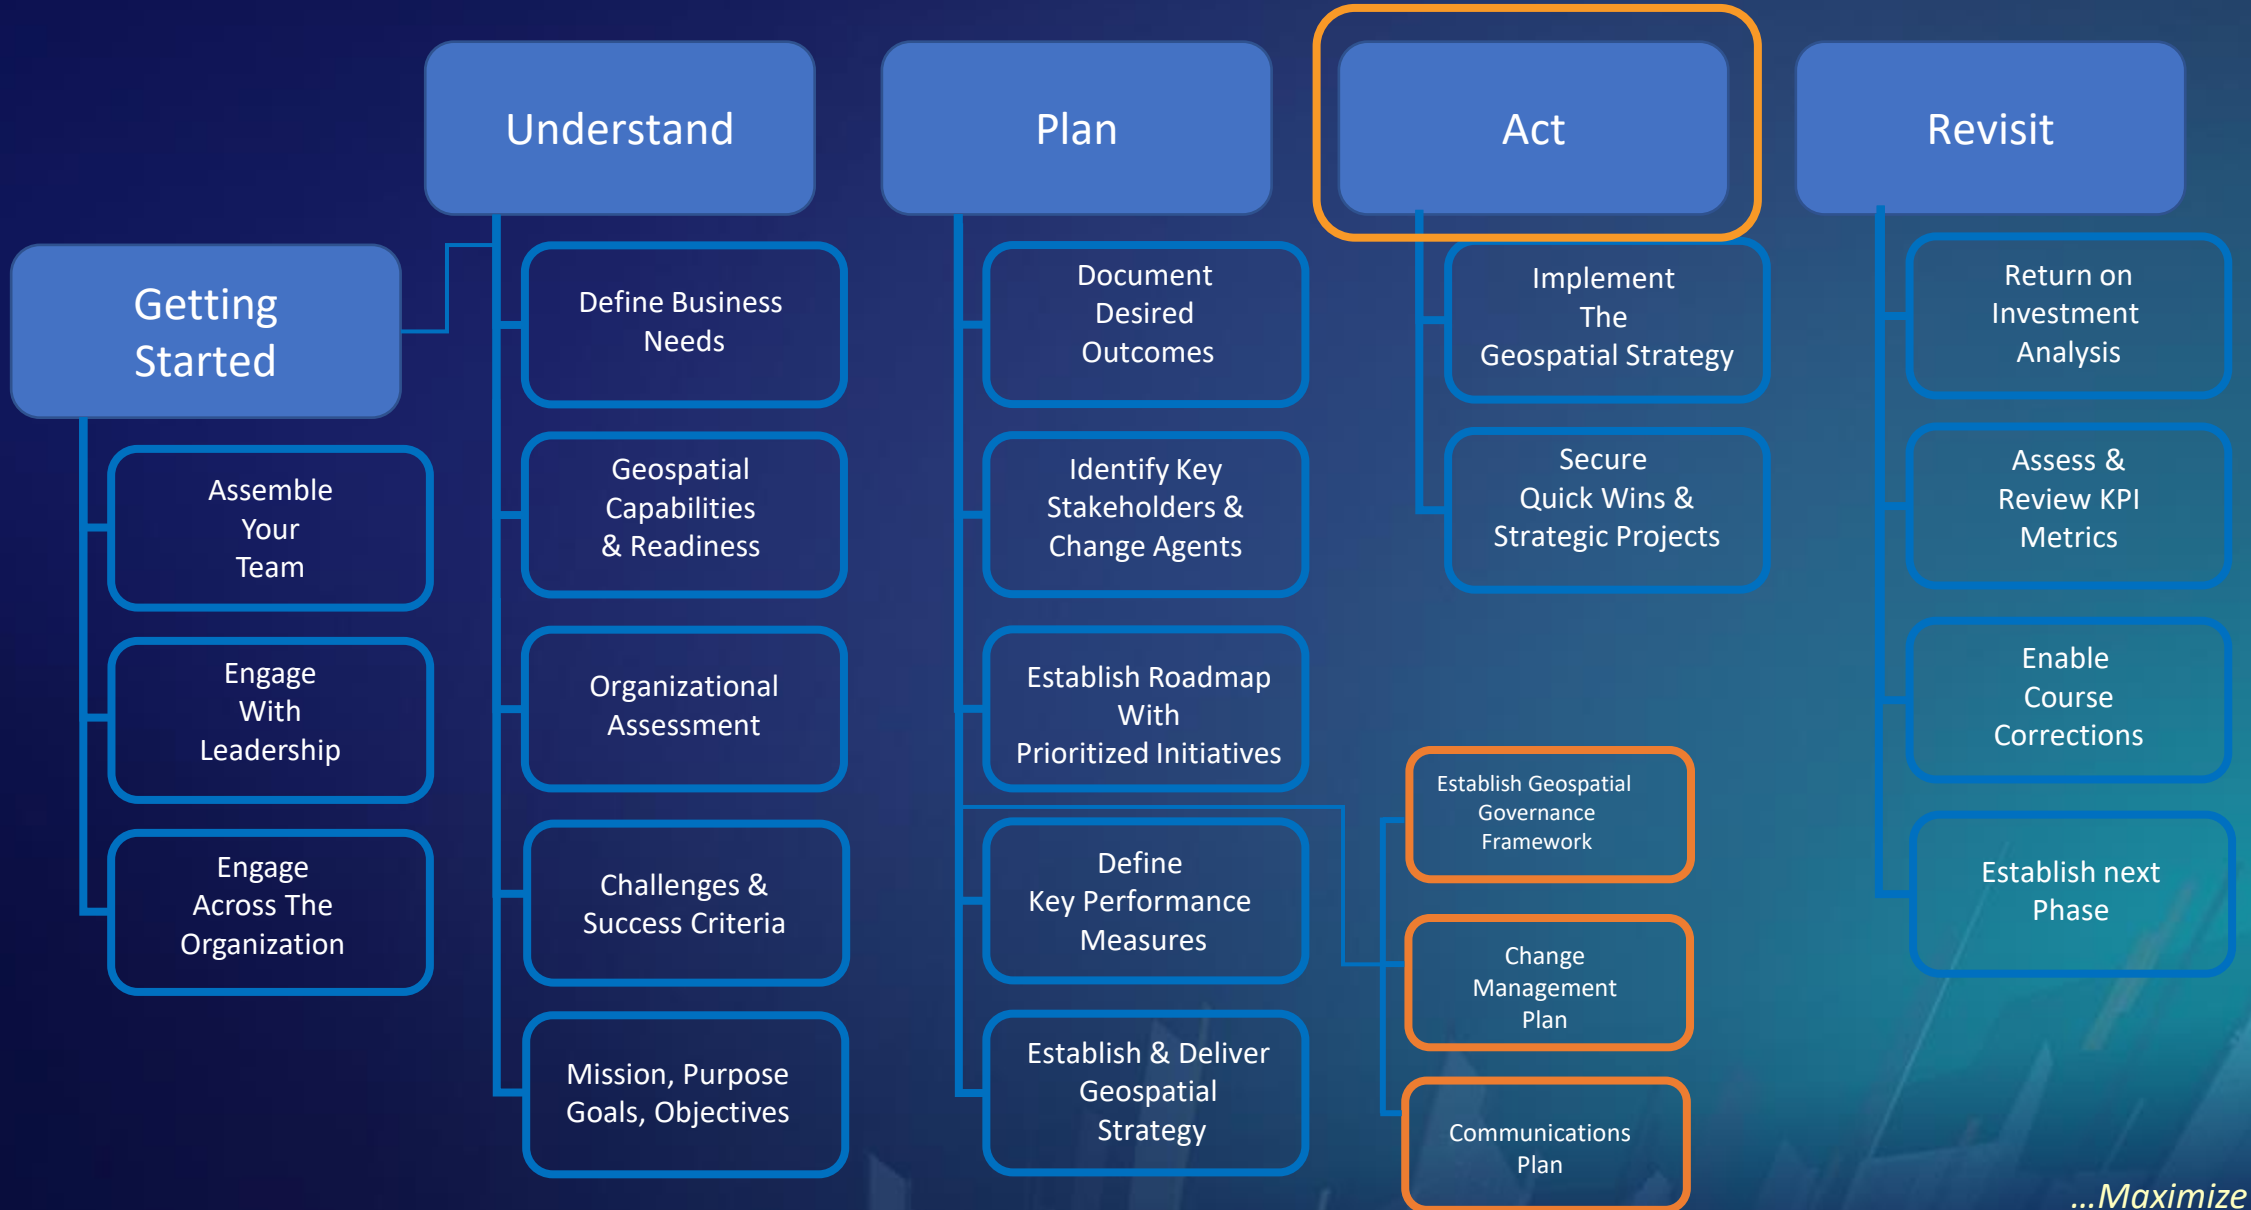 Getting
Started
Assemble
Your
Team
Engage
With
Leadership
Engage
Across The
Organization
Understand
Define Business
Needs
Geospatial
Capabilities
& Readiness
Organizational
Assessment
Challenges &
Success Criteria
Mission, Purpose
Goals, Objectives
Plan
Document
Desired
Outcomes
Identify Key
Stakeholders &
Change Agents
Establish Roadmap
With
Prioritized Initiatives
Define
Key Performance
Measures
Establish & Deliver
Geospatial
Strategy
Act
Implement
The
Geospatial Strategy
Secure
Quick Wins &
Strategic Projects
Establish Geospatial
Governance
Framework
Change
Management
Plan
Communications
Plan
Revisit
Return on
Investment
Analysis
Assess &
Review KPI
Metrics
Enable
Course
Corrections
Establish next
Phase
...Maximize